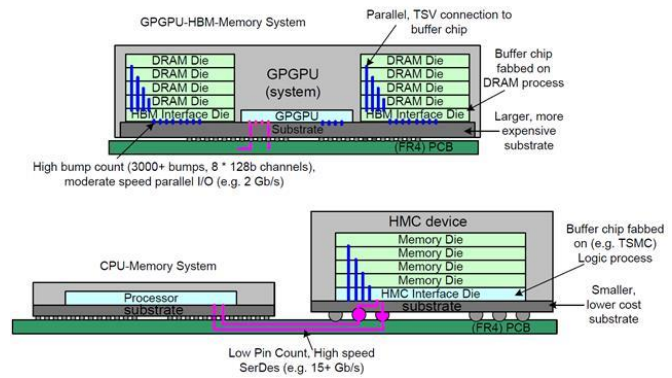 GPGPU-HBM-Memory System
Parallel, TSV connection to
buffer chip
DRAM Die
DRAM Die
DRAM Die
DRAM Die
HBM Interface Die
GPGPU
(system)
GPGPU
Substrate
DRAM Die
DRAM Die
DRAM Die
DRAM Die
HBM Interface Die
Buffer chip
fabbed on
DRAM process
Larger, more
expensive
substrate
(FR4) PCB
High bump count (3000+ bumps, 8 * 128b channels),
moderate speed parallel I/O (e.g. 2 Gb/s)
CPU-Memory System
Processor
substrate
HMC device
Memory Die
Memory Die
Memory Die
Memory Die
HMC Interface Die
substrate
Buffer chip fabbed
on (e.g. TSMC)
Logic process
Smaller,
lower cost
substrate
(FR4) PCB
Low Pin Count, High speed
SerDes (e.g. 15+ Gb/s)